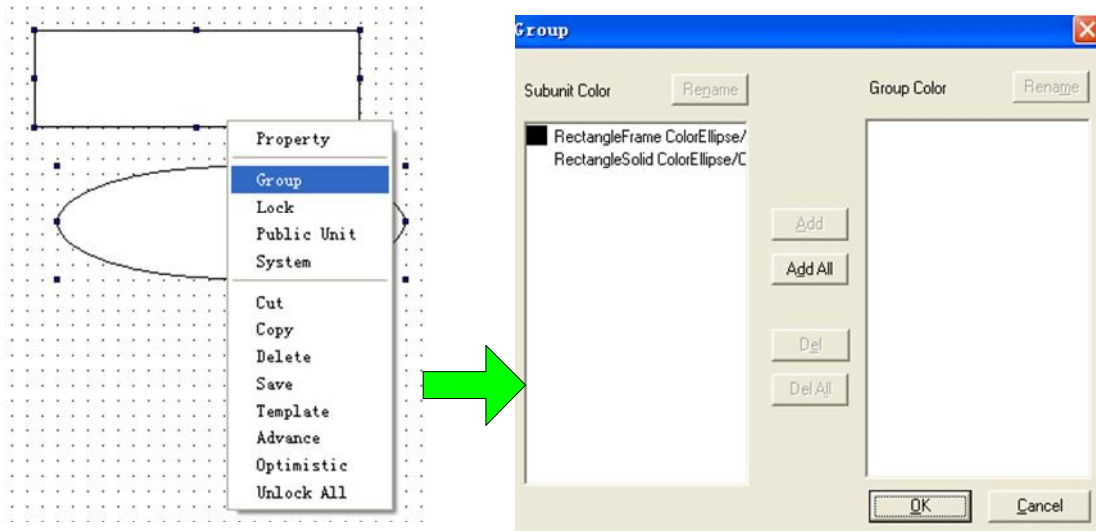 Property
Group
Lock
Public Unit
System
Cut
Copy
Delete
Save
Template
Advance
Optimistic
Unlock All
Group
Subunit Color
Rename
Group Color
Rename
RectangleFrame ColorEllipse/
RectangleSolid ColorEllipse/C
Add
Add All
Del
Del All
OK
Cancel